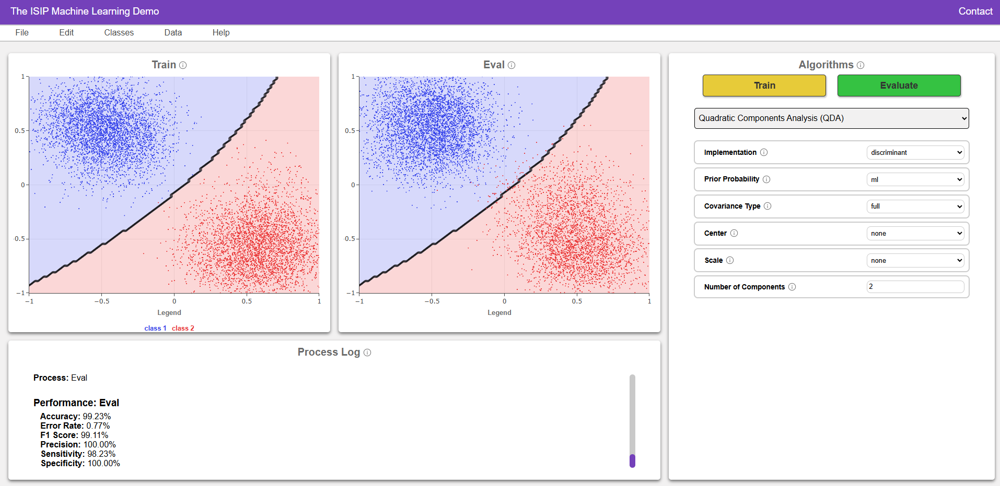 The ISIP Machine Learning Demo
Contact
File Edit Classes Data Help
Train
1
0.5
0
-0.5
−1
−1 −0.5 0 0.5 1
Legend
class 1 class 2
Eval
1
0.5
0
-0.5
−1
−1 −0.5 0 0.5 1
Legend
Process Log
Process: Eval
Performance: Eval
Accuracy: 99.23%
Error Rate: 0.77%
F1 Score: 99.11%
Precision: 100.00%
Sensitivity: 98.23%
Specificity: 100.00%
Algorithms
Train Evaluate
Quadratic Components Analysis (QDA)
Implementation discriminant
Prior Probability ml
Covariance Type full
Center none
Scale none
Number of Components 2